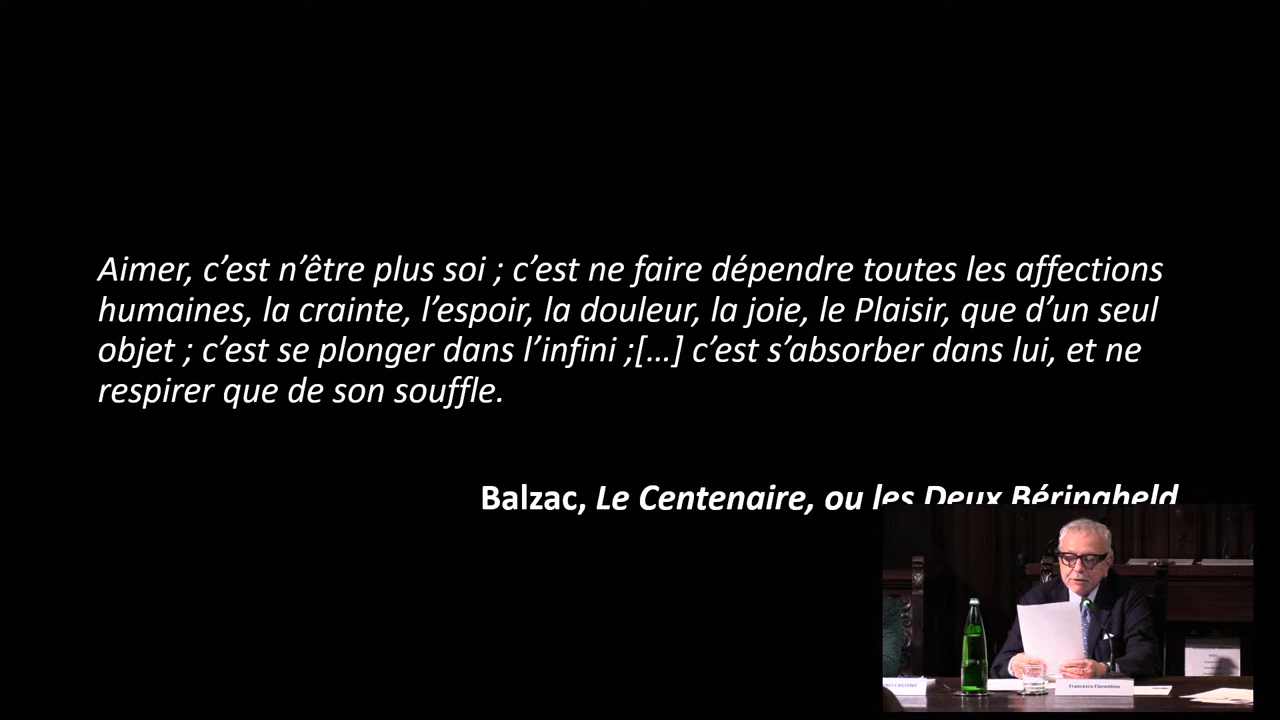 Aimer, c’est n’être plus soi ; c’est ne faire dépendre toutes les affections
humaines, la crainte, l’espoir, la douleur, la joie, le Plaisir, que d’un seul
objet ; c’est se plonger dans l’infini ;[…] c’est s’absorber dans lui, et ne
respirer que de son souffle.
Balzac, Le Centenaire, ou les Deux Béringheld
Francesco Fiorentino